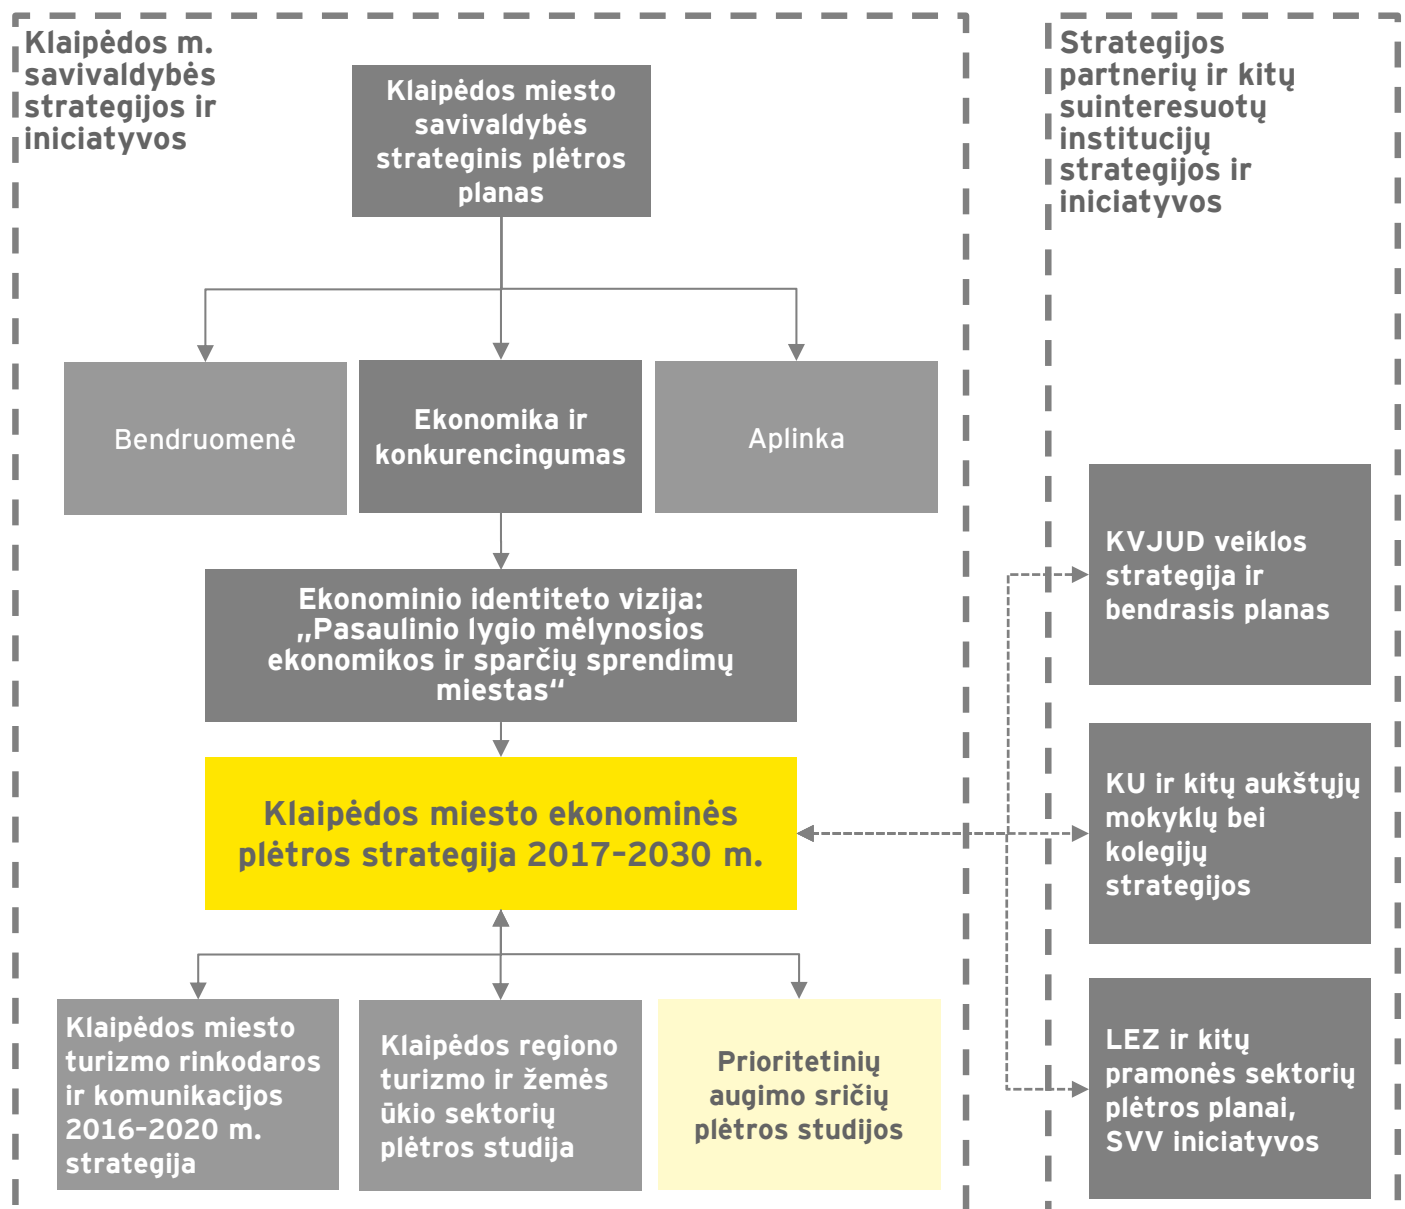 Klaipėdos m.
savivaldybės
strategijos ir
iniciatyvos
Klaipėdos miesto
savivaldybės
strateginis plėtros
planas
Bendruomenė
Ekonomika ir
konkurencingumas
Aplinka
Ekonominio identiteto vizija:
„Pasaulinio lygio mėlynosios
ekonomikos ir sparčių sprendimų
miestas“
Klaipėdos miesto ekonominės
plėtros strategija 2017–2030 m.
Klaipėdos miesto
turizmo rinkodaros
ir komunikacijos
2016–2020 m.
strategija
Klaipėdos regiono
turizmo ir žemės
ūkio sektorių
plėtros studija
Prioritetinių
augimo sričių
plėtros studijos
Strategijos
partnerių ir kitų
suinteresuotų
institucijų
strategijos ir
iniciatyvos
KVJUD veiklos
strategija ir
bendrasis planas
KU ir kitų aukštųjų
mokyklų bei
kolegijų
strategijos
LEZ ir kitų
pramonės sektorių
plėtros planai,
SVV iniciatyvos